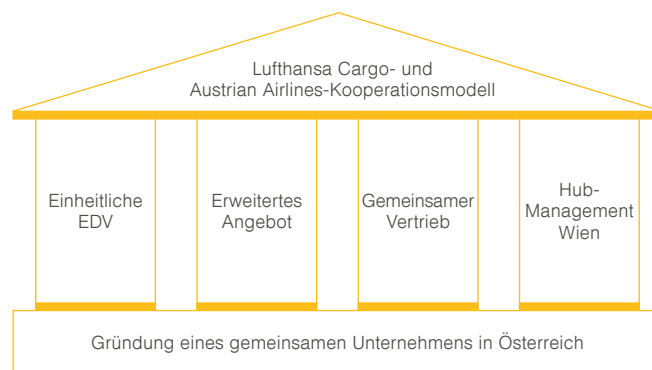 Lufthansa Cargo- und
Austrian Airlines-Kooperationsmodell
Einheitliche
EDV
Erweitertes
Angebot
Gemeinsamer
Vertrieb
Hub-
Management
Wien
Gründung eines gemeinsamen Unternehmens in Österreich